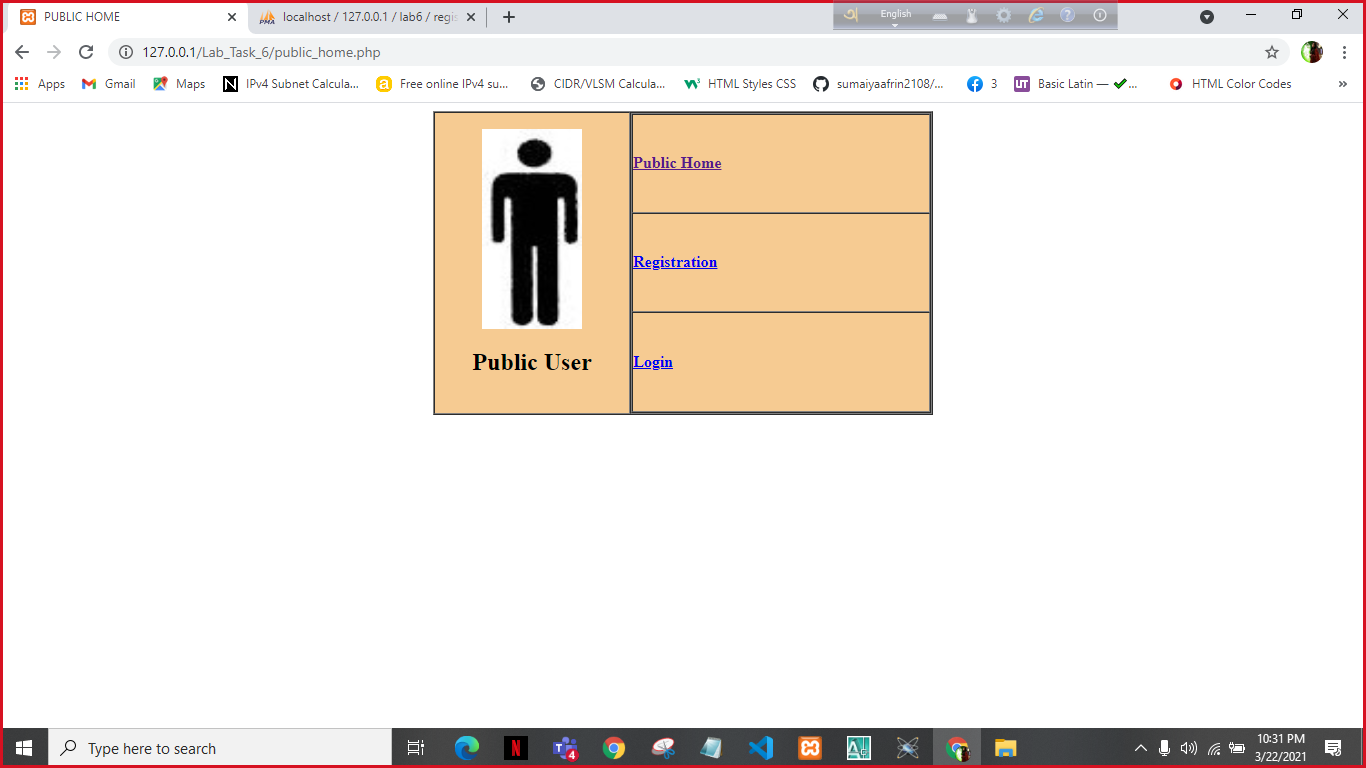 PUBLIC HOME
localhost / 127.0.0.1 / lab6 / regis
English
127.0.0.1/Lab_Task_6/public_home.php
Apps
Gmail
Maps
IPv4 Subnet Calcula...
Free online IPv4 su...
CIDR/VLSM Calcula...
HTML Styles CSS
sumaiyaafrin2108/...
3
Basic Latin — ✔...
HTML Color Codes
»
Public Home
Registration
Login
Public User
Type here to search
4
10:31 PM
3/22/2021